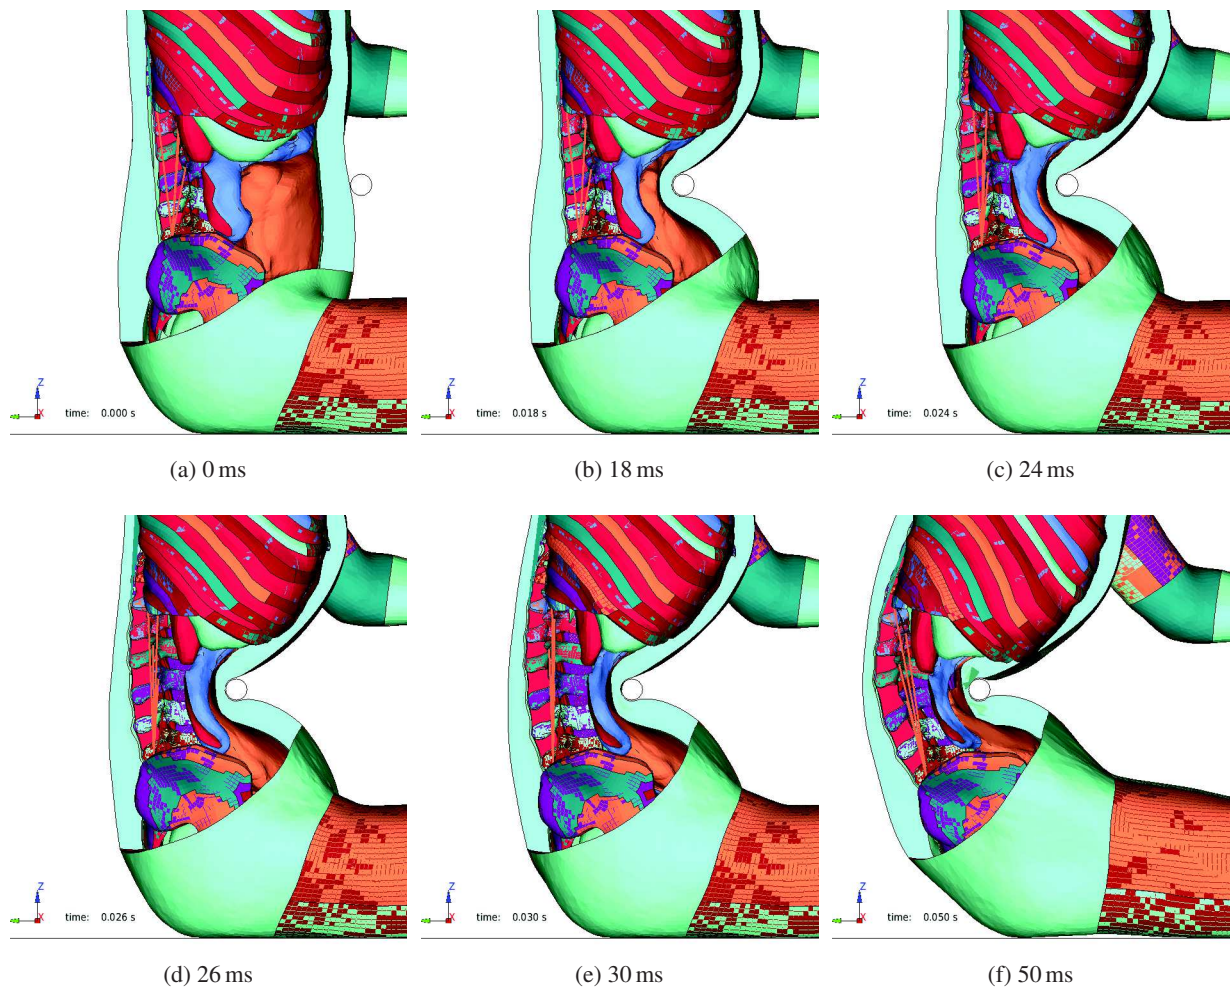 Z
X
time: 0.000 s
Z
X
time: 0.018 s
Z
X
time: 0.024 s
(a) 0 ms
(b) 18 ms
(c) 24 ms
Z
X
time: 0.026 s
Z
X
time: 0.030 s
Z
X
time: 0.050 s
(d) 26 ms
(e) 30 ms
(f) 50 ms